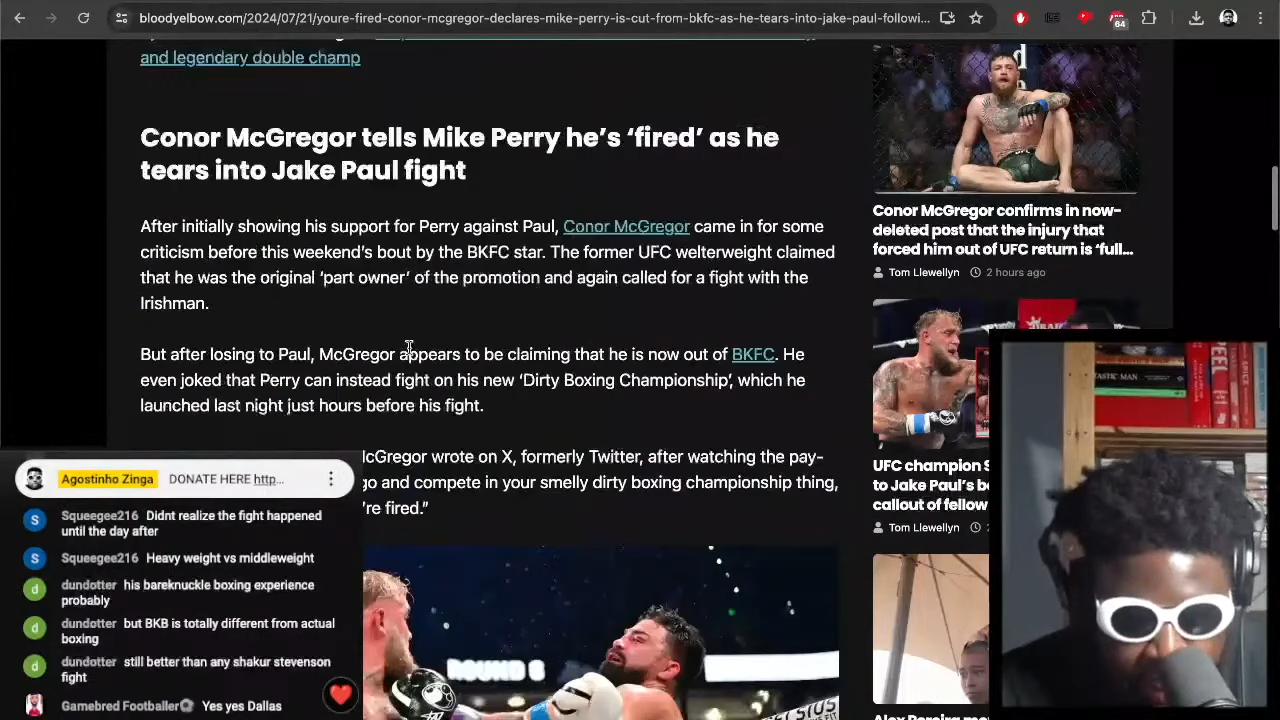 bloodyelbow.com/2024/07/21/youre-fired-conor-mcgregor-declares-mike-perry-is-cut-from-bkfc-as-he-tears-into-jake-paul-followi...
64
and legendary double champ
Conor McGregor tells Mike Perry he's 'fired' as he
tears into Jake Paul fight
After initially showing his support for Perry against Paul, Conor McGregor came in for some
criticism before this weekend's bout by the BKFC star. The former UFC welterweight claimed
that he was the original 'part owner' of the promotion and again called for a fight with the
Irishman.
But after losing to Paul, McGregor appears to be claiming that he is now out of BKFC. He
even joked that Perry can instead fight on his new 'Dirty Boxing Championship', which he
launched last night just hours before his fight.
McGregor wrote on X, formerly Twitter, after watching the pay-
go and compete in your smelly dirty boxing championship thing,
're fired."
ROUND 6
Conor McGregor confirms in now-
deleted post that the injury that
forced him out of UFC return is 'full...
Tom Llewellyn 2 hours ago
UFC champion S
to Jake Paul's b
callout of fellow
Tom Llewellyn
TASTIC MAN
Agostinho Zinga DONATE HERE http...
S Squeegee216 Didnt realize the fight happened
until the day after
S Squeegee216 Heavy weight vs middleweight
d dundotter his bareknuckle boxing experience
probably
d dundotter but BKB is totally different from actual
boxing
d dundotter still better than any shakur stevenson
fight
Gamebred Footballer Yes yes Dallas